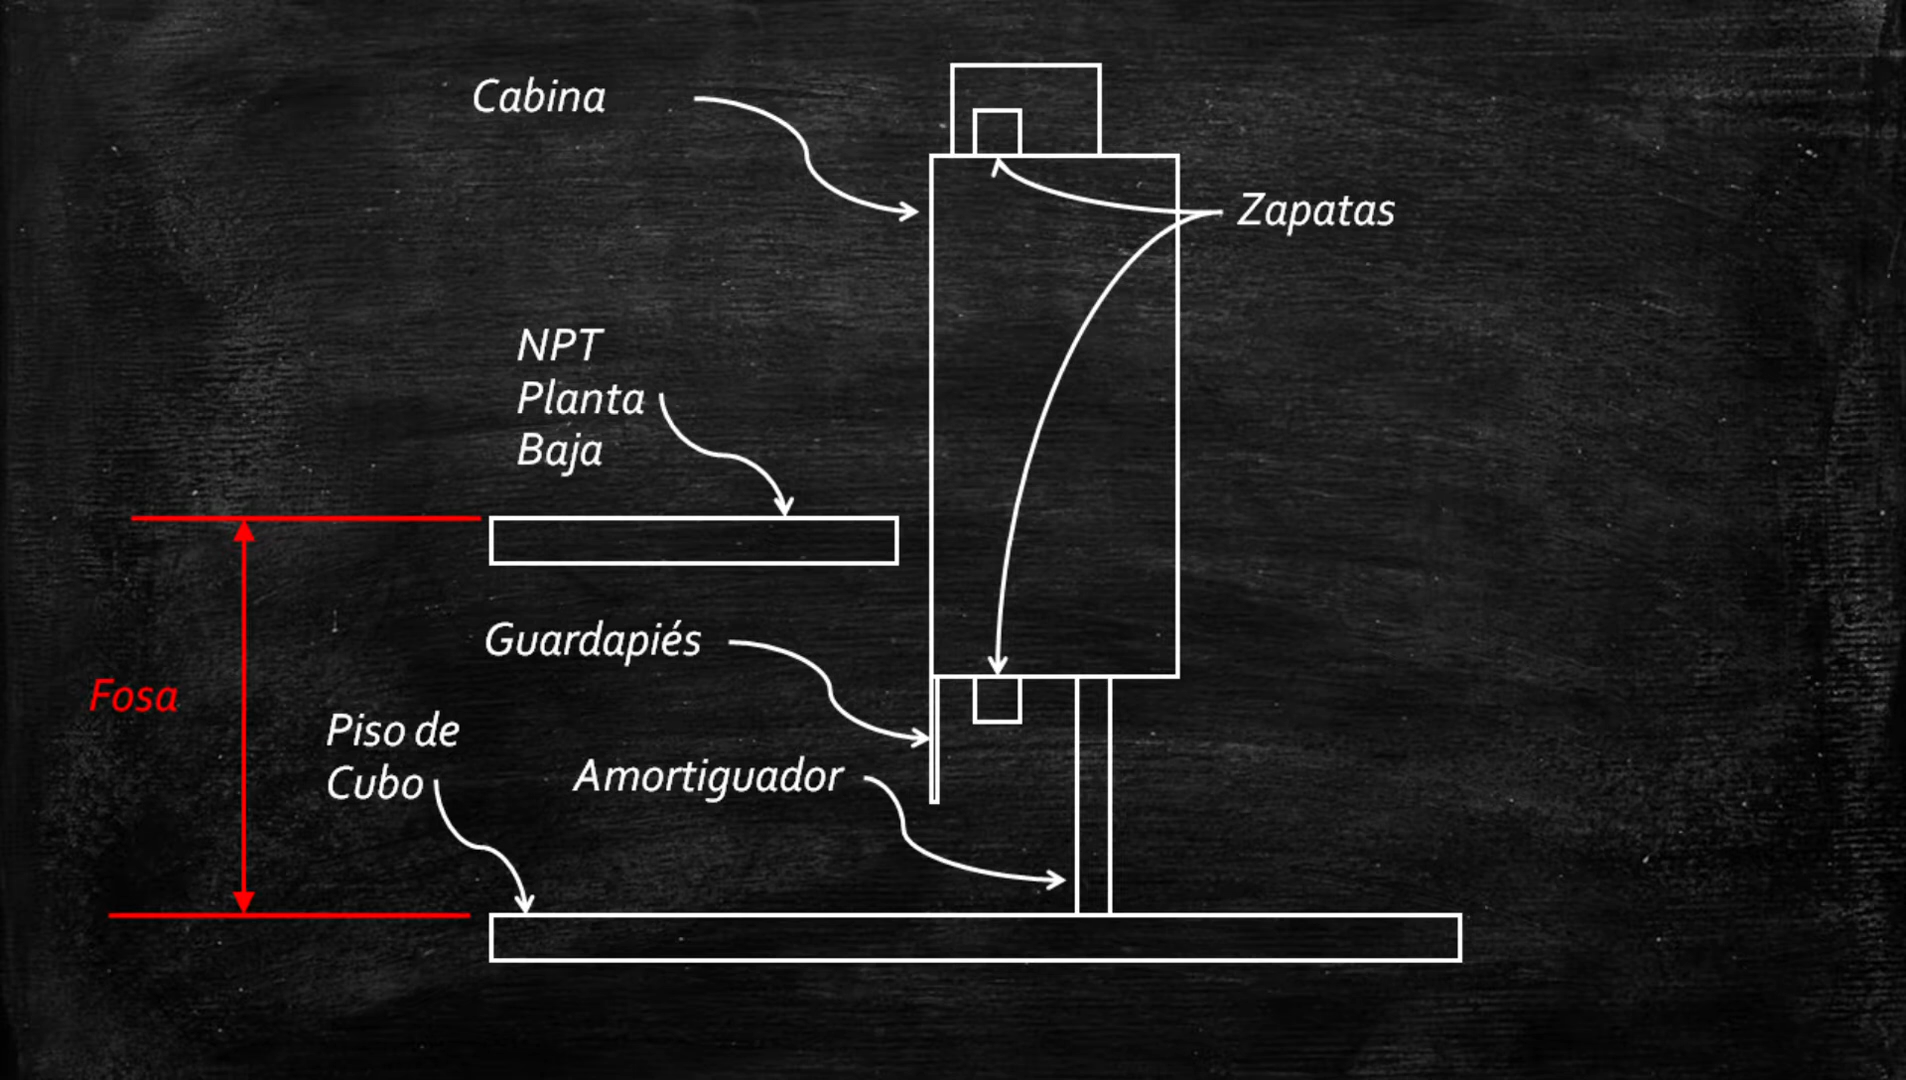 Cabina
Zapatas
NPT
Planta
Baja
Guardapiés
Fosa
Piso de
Cubo
Amortiguador